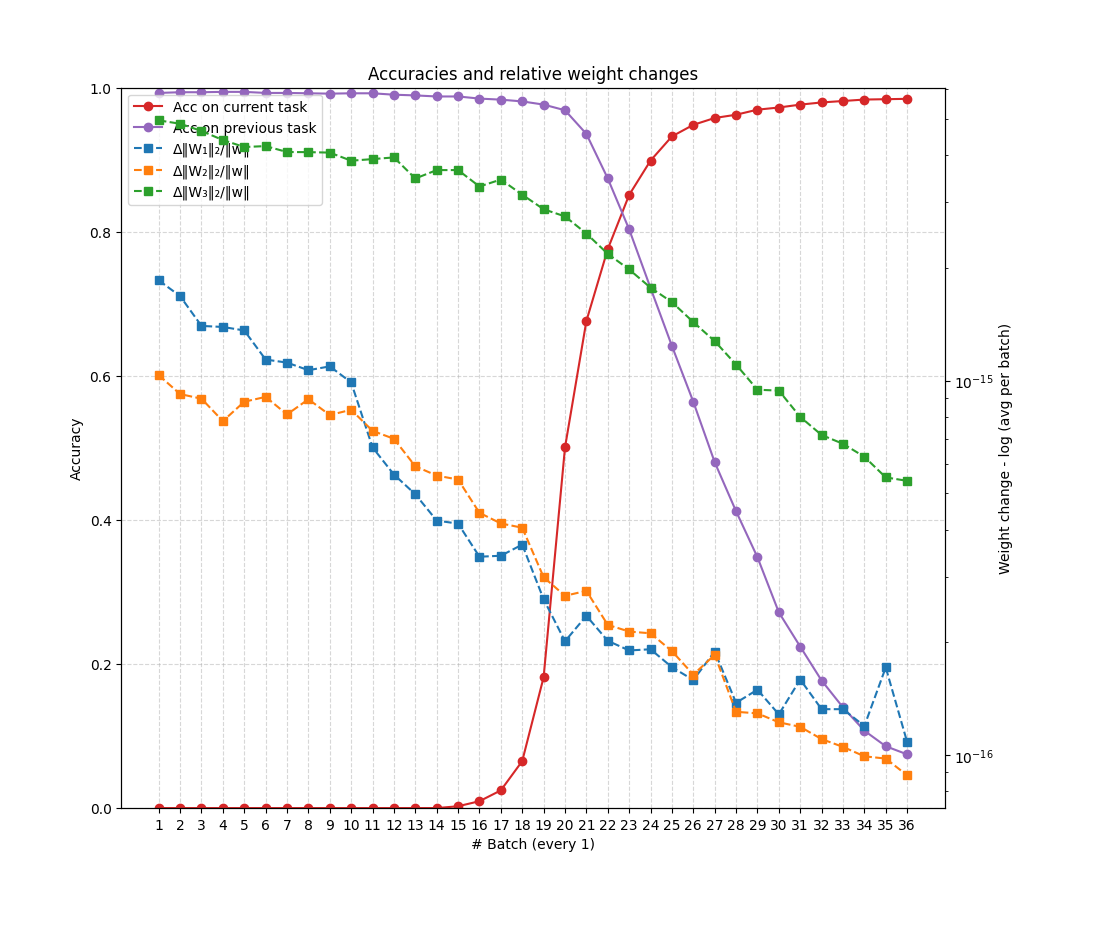 Accuracies and relative weight changes
Acc on current task
Acc on previous task
Δ‖W₁‖₂/‖w‖
Δ‖W₂‖₂/‖w‖
Δ‖W₃‖₂/‖w‖
1.0
0.8
0.6
0.4
0.2
0.0
Accuracy
10⁻¹⁵
10⁻¹⁶
Weight change - log (avg per batch)
1 2 3 4 5 6 7 8 9 10 11 12 13 14 15 16 17 18 19 20 21 22 23 24 25 26 27 28 29 30 31 32 33 34 35 36
# Batch (every 1)